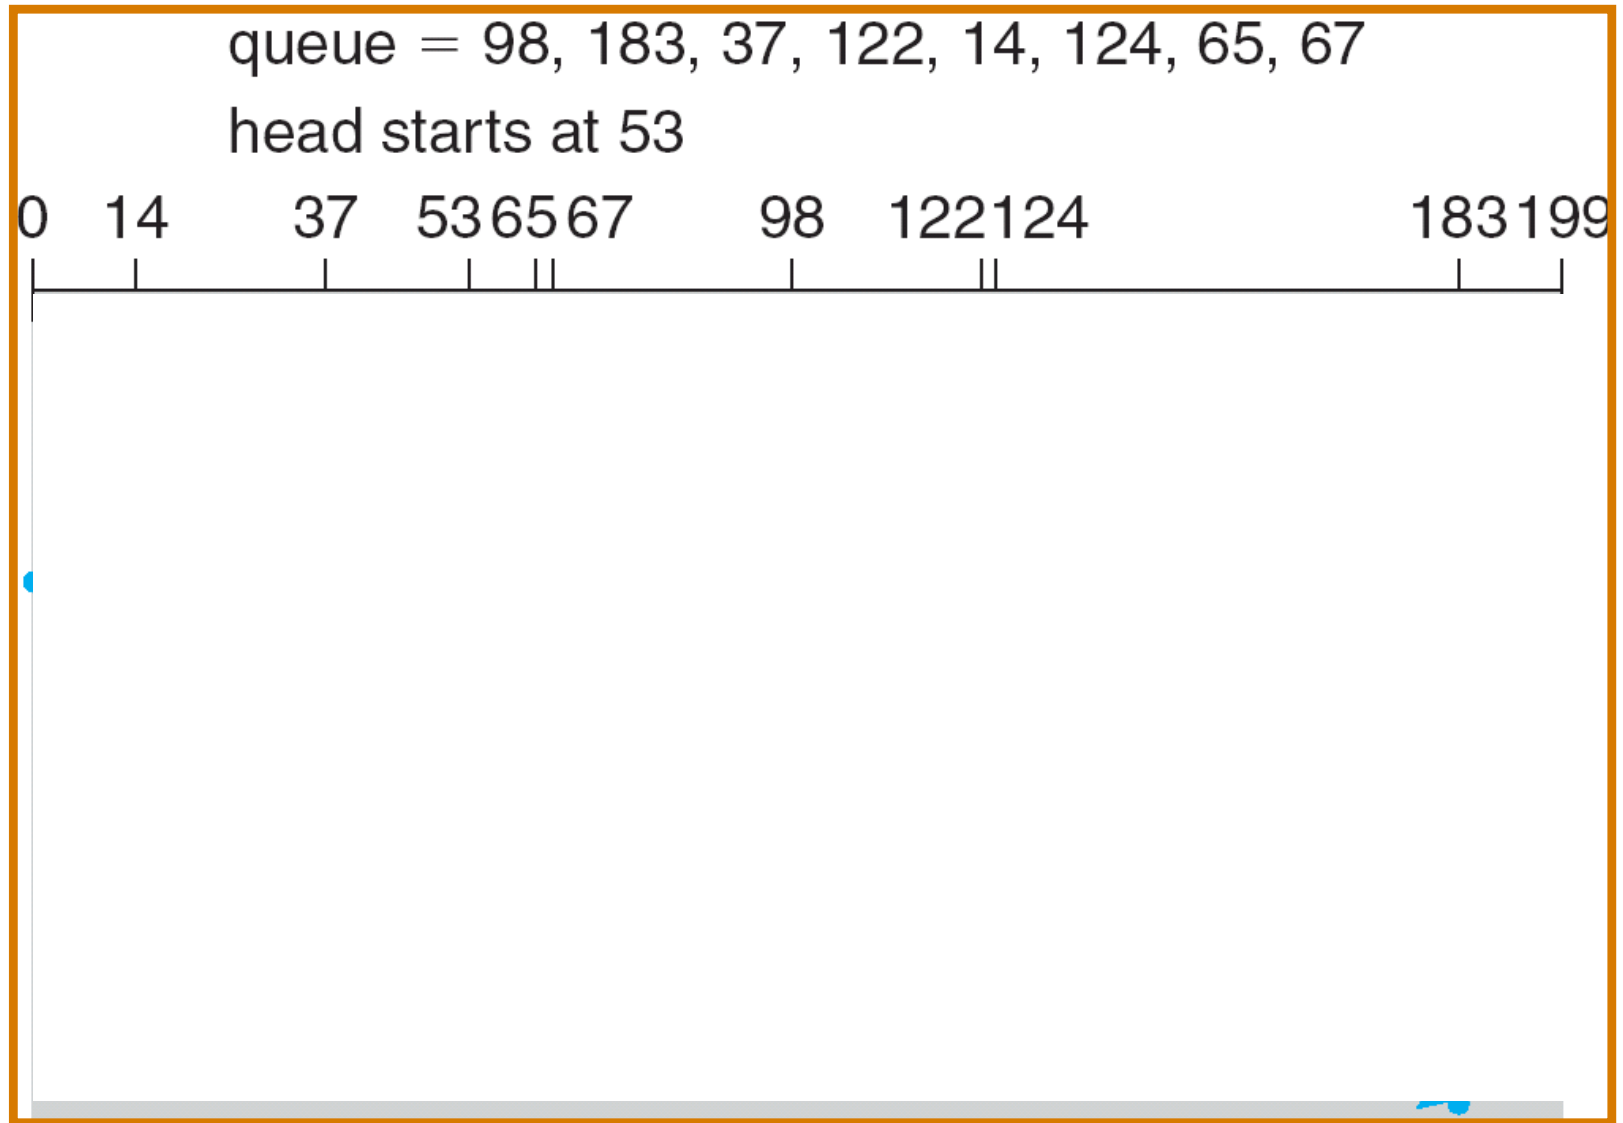 queue = 98, 183, 37, 122, 14, 124, 65, 67
head starts at 53
0 14 37 53 65 67 98 122 124 183 199